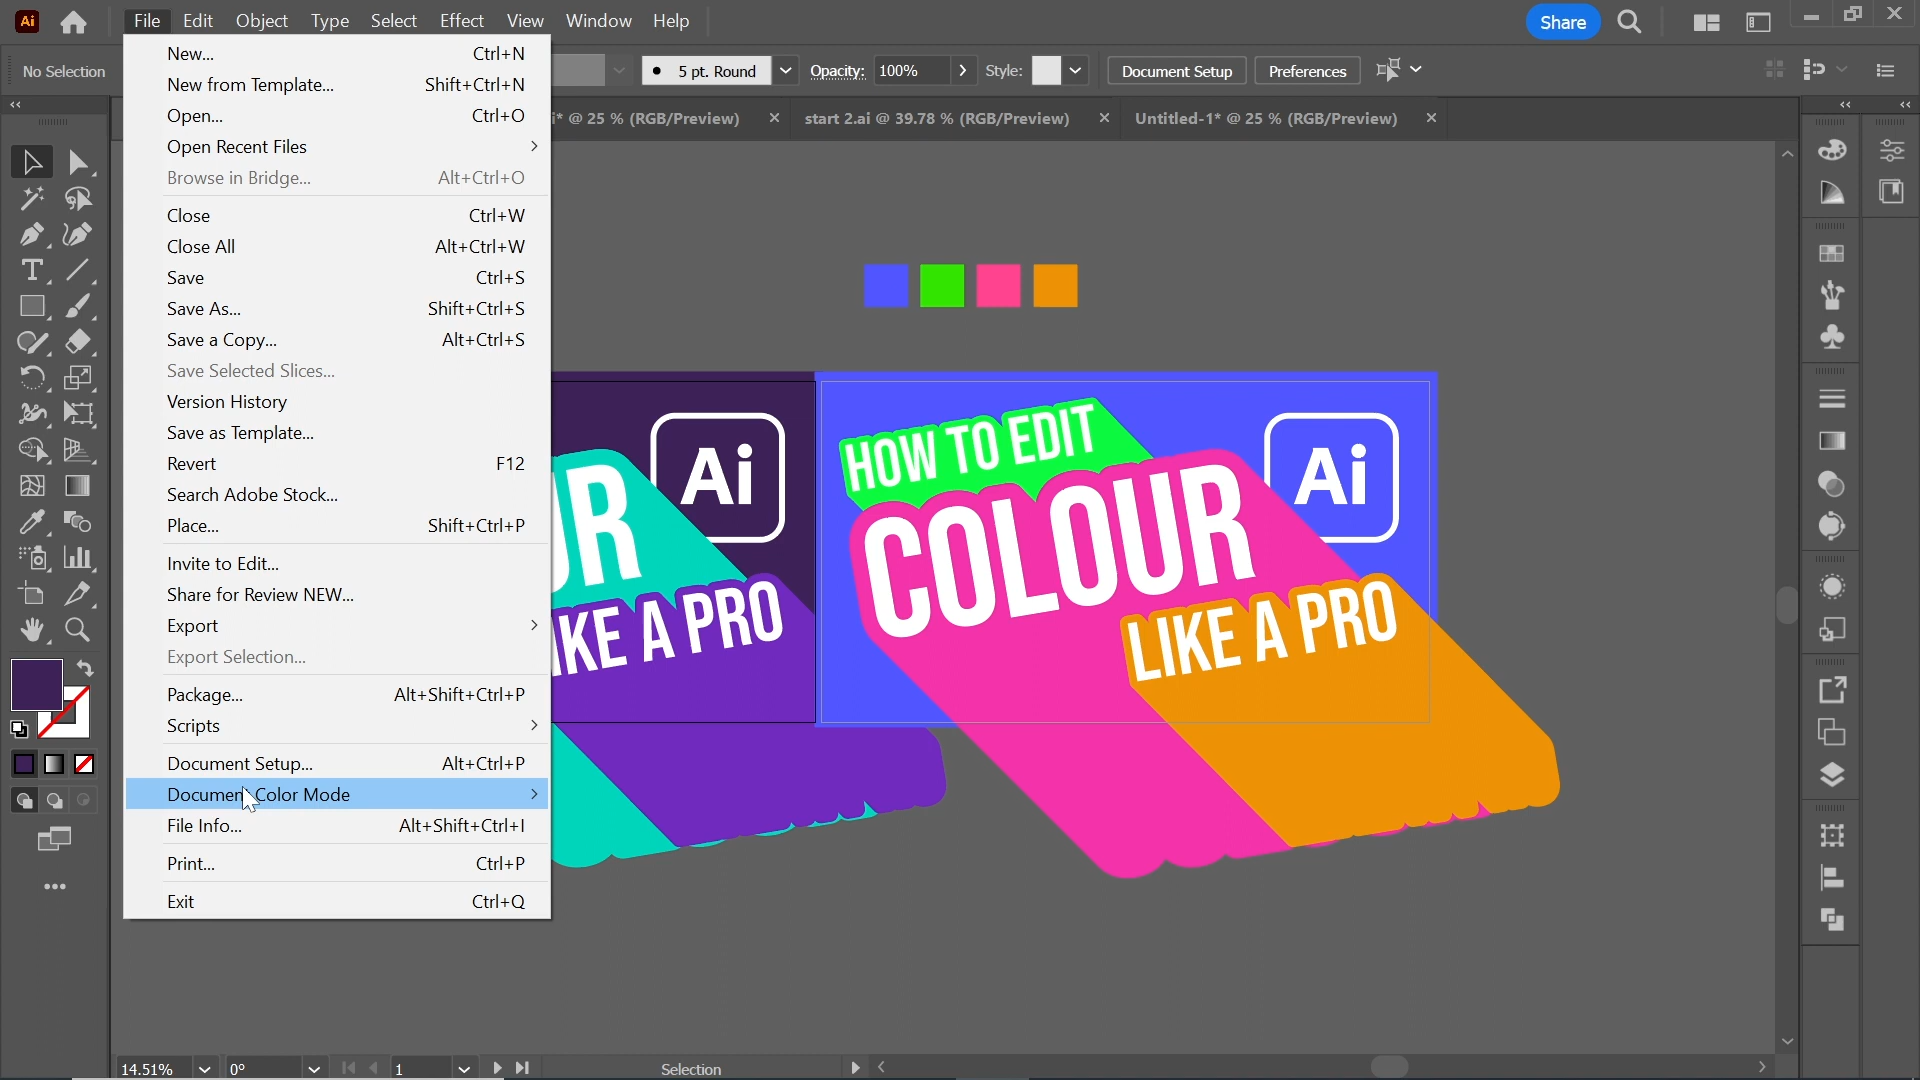 Ai File Edit Object Type Select Effect View Window Help Share
No Selection 5 pt. Round Opacity: 100% Style: Document Setup Preferences
i* @ 25 % (RGB/Preview) start 2.ai @ 39.78 % (RGB/Preview) Untitled-1* @ 25 % (RGB/Preview)
New... Ctrl+N
New from Template... Shift+Ctrl+N
Open... Ctrl+O
Open Recent Files
Browse in Bridge... Alt+Ctrl+O
Close Ctrl+W
Close All Alt+Ctrl+W
Save Ctrl+S
Save As... Shift+Ctrl+S
Save a Copy... Alt+Ctrl+S
Save Selected Slices...
Version History
Save as Template...
Revert F12
Search Adobe Stock...
Place... Shift+Ctrl+P
Invite to Edit...
Share for Review NEW...
Export
Export Selection...
Package... Alt+Shift+Ctrl+P
Scripts
Document Setup... Alt+Ctrl+P
Document Color Mode
File Info... Alt+Shift+Ctrl+I
Print... Ctrl+P
Exit Ctrl+Q
Ai
UR
IKE A PRO
HOW TO EDIT
Ai
COLOUR
LIKE A PRO
14.51% 0° 1 Selection